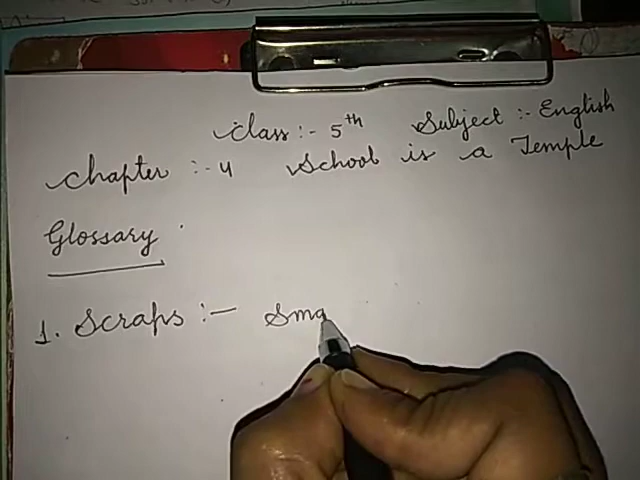 Class :- 5th Subject :- English
Chapter :- 4 School is a Temple
Glossary
1. Scraps :- Sma